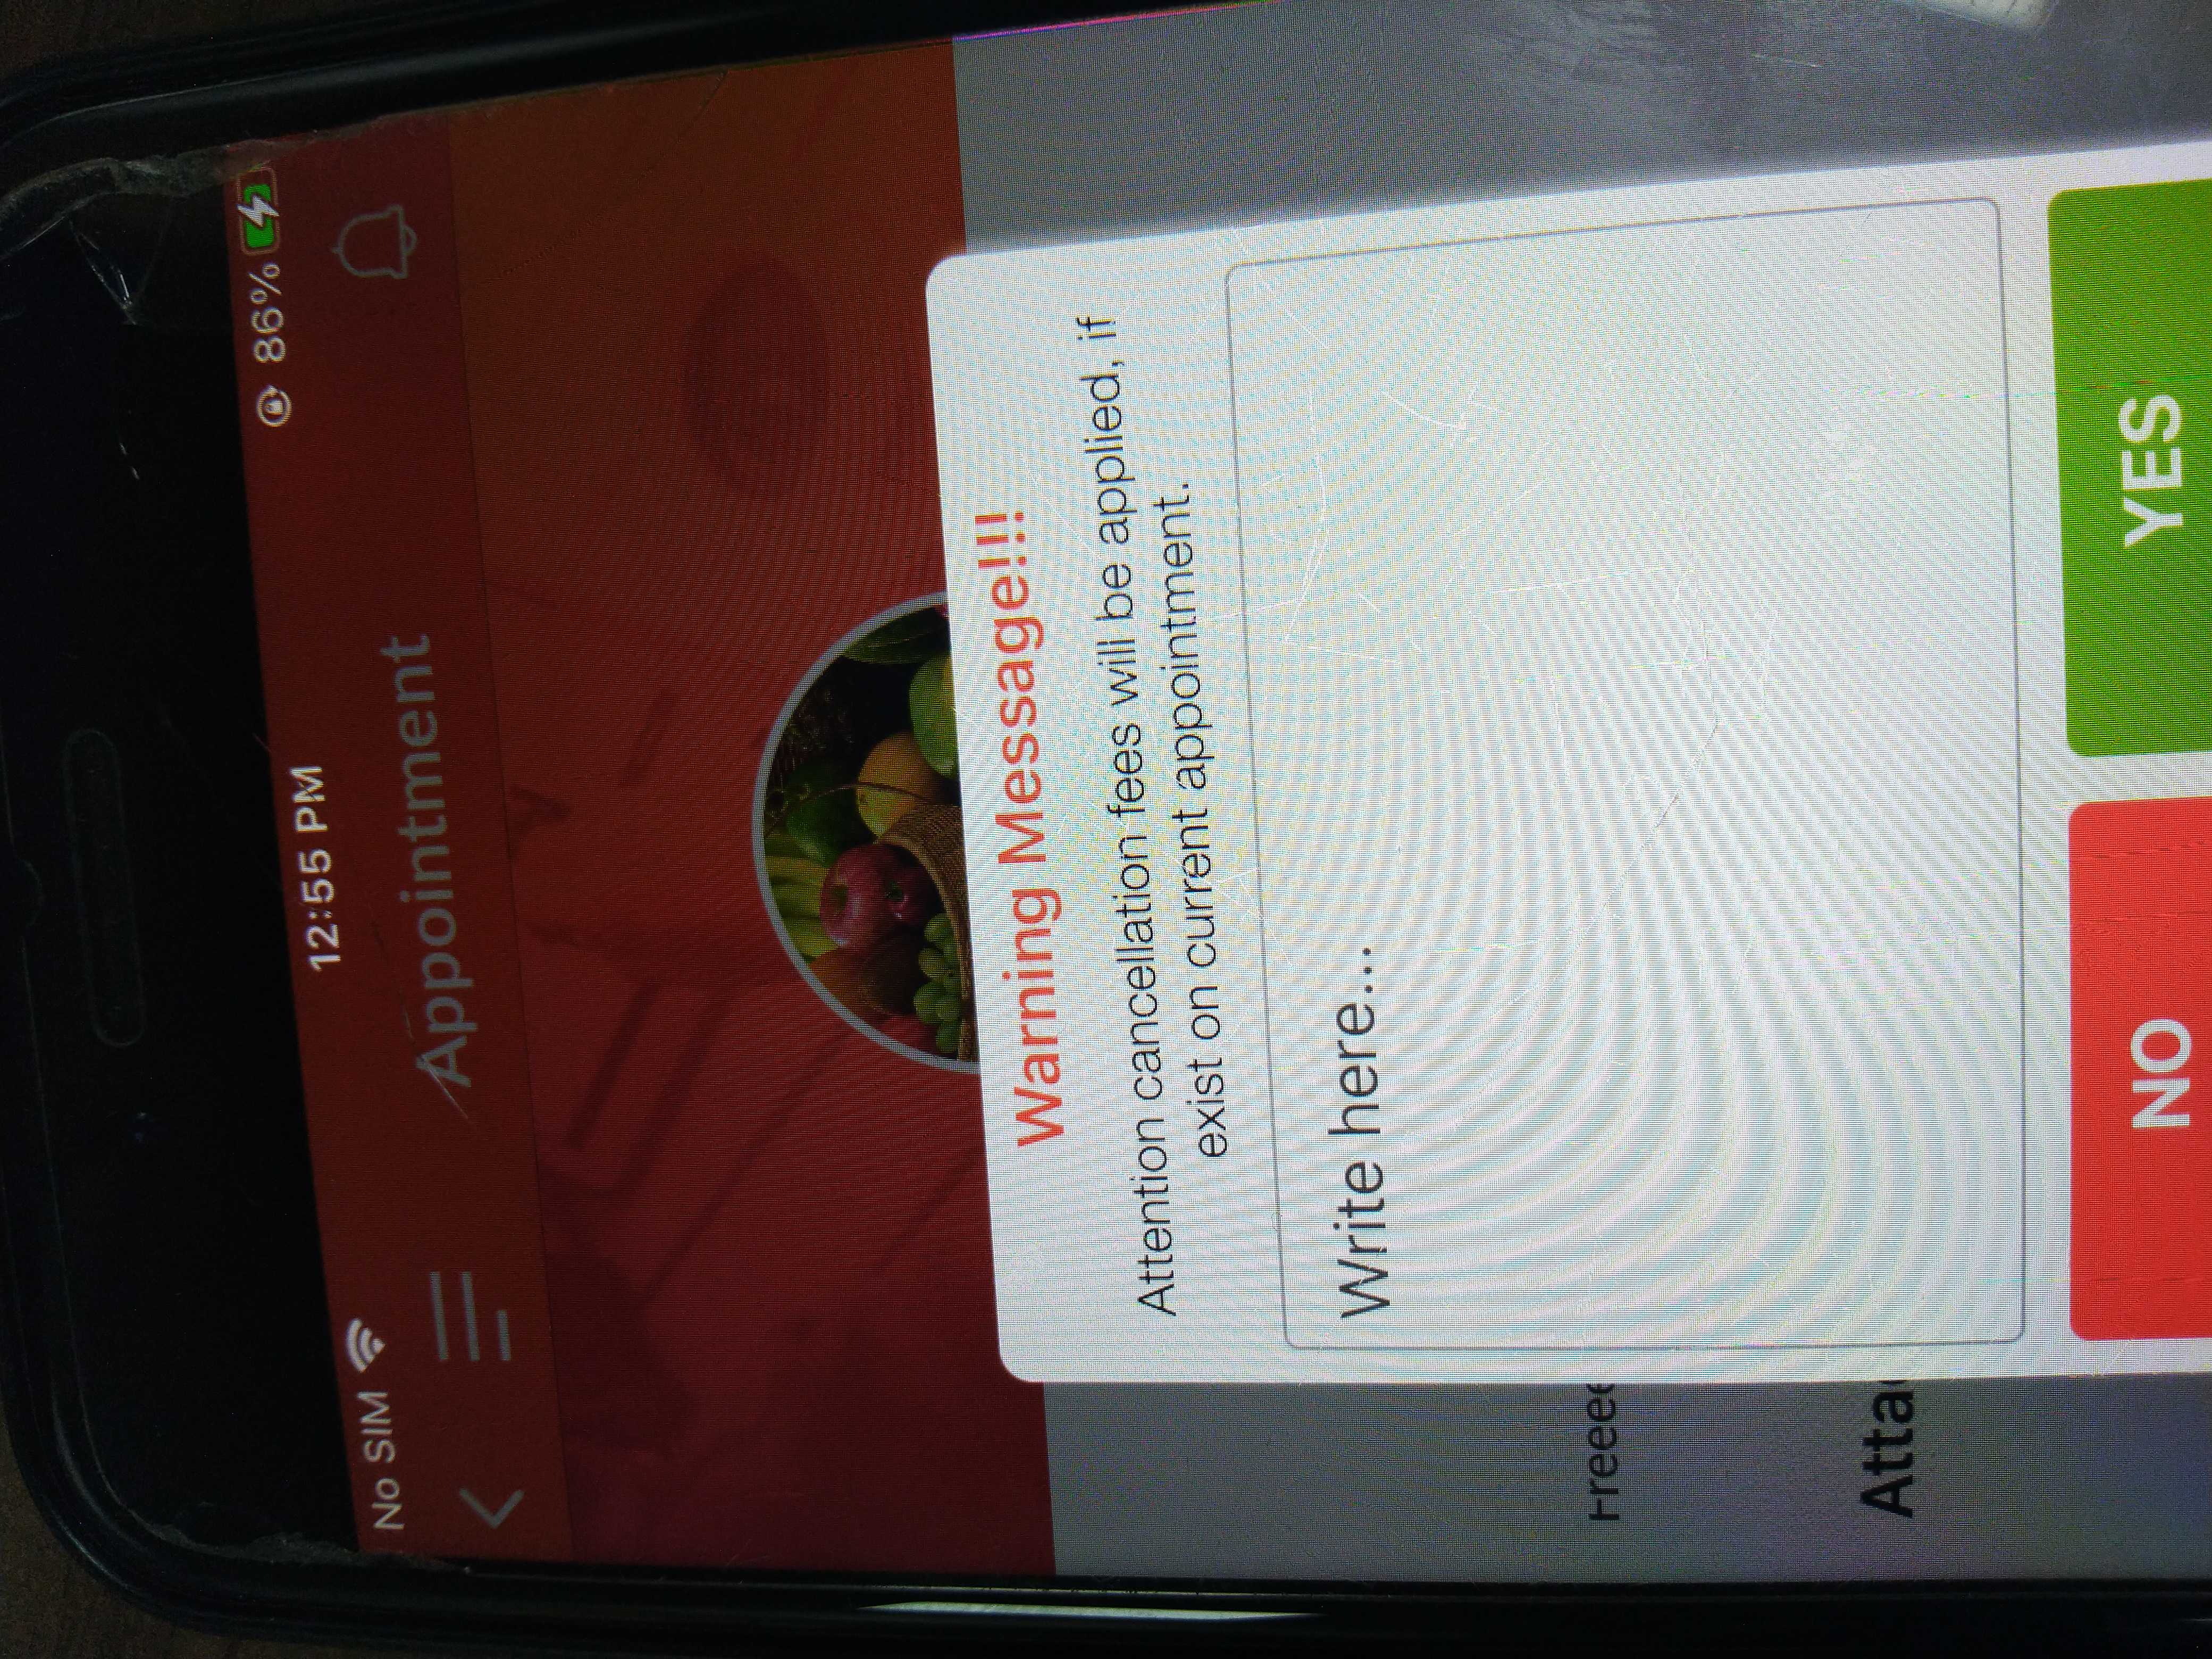 12:55 PM
86%
No SIM
Appointment
Warning Message!!!
Attention cancellation fees will be applied, if
exist on current appointment.
Write here...
NO
YES